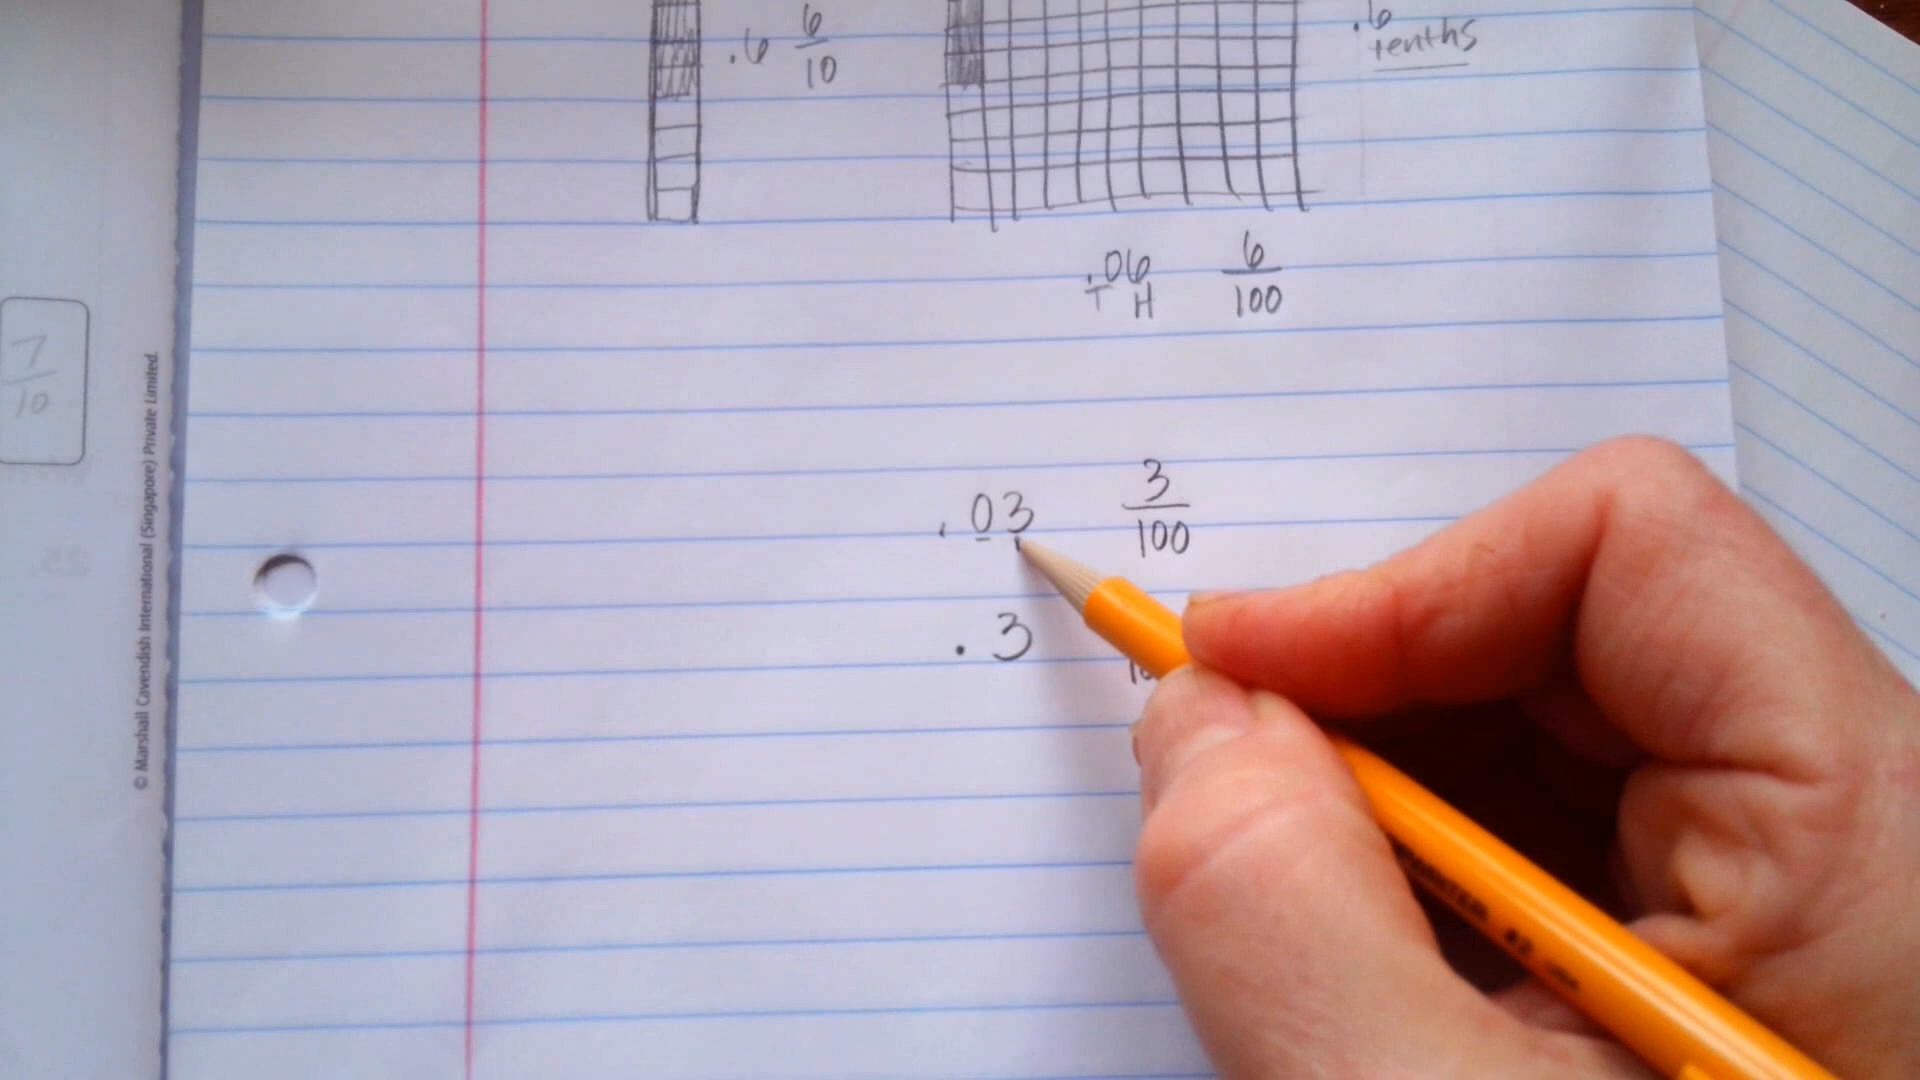 .6 6/10
.6
tenths
.06 6/100
T H
7/10
.03 3/100
.3
© Marshall Cavendish International (Singapore) Private Limited.